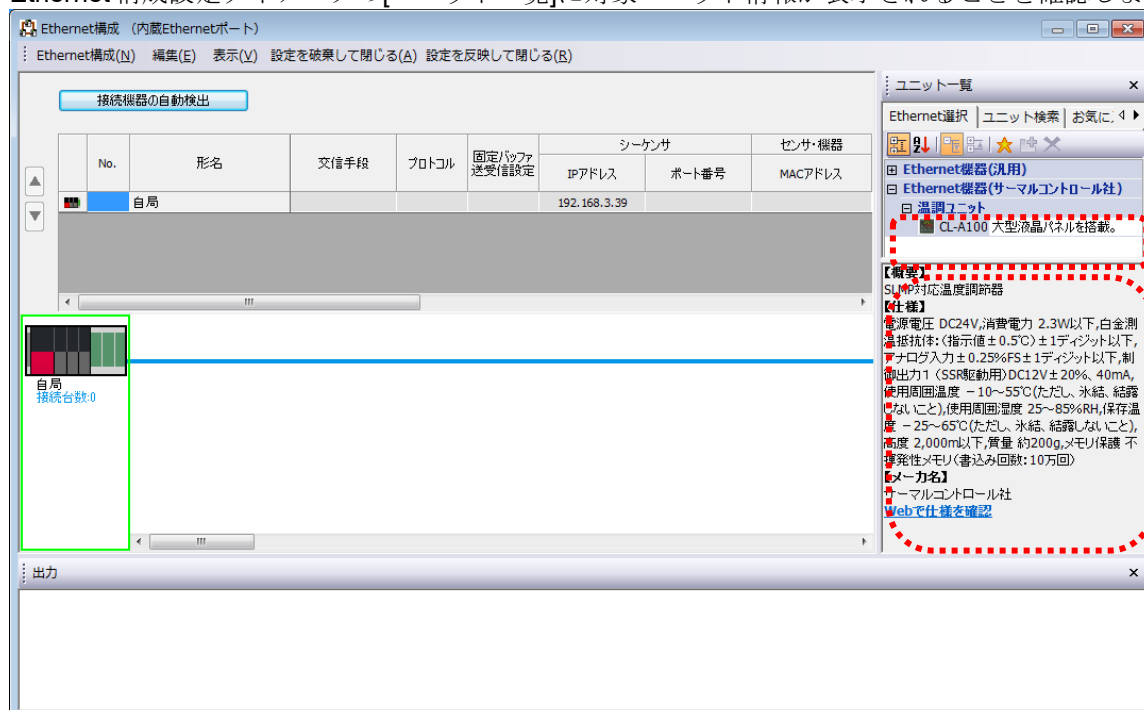 Ethernet構成 (内蔵Ethernetポート)
Ethernet構成(N) 編集(E) 表示(V) 設定を破棄して閉じる(A) 設定を反映して閉じる(R)
接続機器の自動検出
No. 形名 交信手段 プロトコル 固定バッファ
送受信設定
シーケンサ センサ・機器
IPアドレス ポート番号 MACアドレス
自局 192.168.3.39
自局
接続台数:0
ユニット一覧
Ethernet選択 ユニット検索 お気に
Ethernet機器(汎用)
Ethernet機器(サーマルコントロール社)
温調ユニット
CL-A100 大型液晶パネルを搭載。
【概要】
SLMP対応温度調節器
【仕様】
電源電圧 DC24V,消費電力 2.3W以下,白金測
温抵抗体:(指示値±0.5℃)±1ディジット以下,
アナログ入力±0.25%FS±1ディジット以下,制
御出力1 (SSR駆動用)DC12V±20%、40mA,
使用周囲温度 -10~55℃(ただし、氷結、結露
しないこと),使用周囲湿度 25~85%RH,保存温
度 -25~65℃(ただし、氷結、結露しないこと),
高度 2,000m以下,質量 約200g,メモリ保護 不
揮発性メモリ(書込み回数:10万回)
【メーカ名】
サーマルコントロール社
Webで仕様を確認
出力